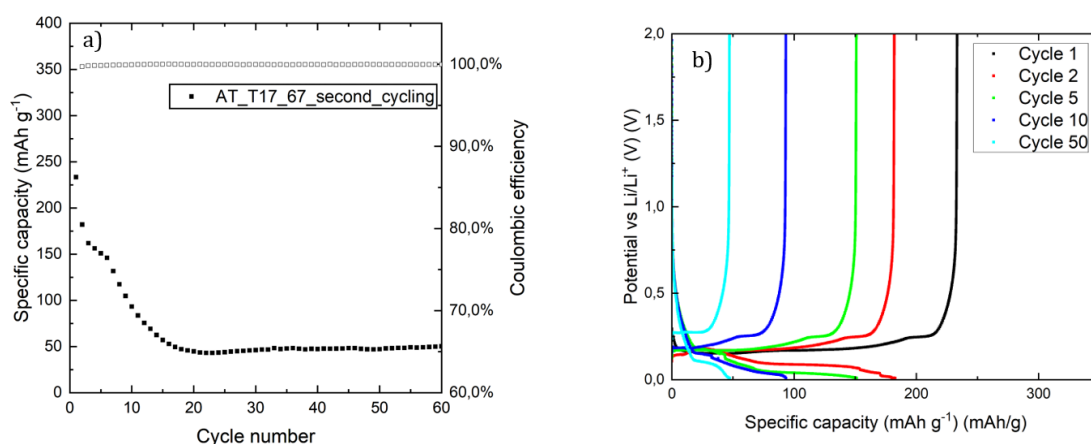 a)
400
350
300
250
200
150
100
50
0
Specific capacity (mAh g⁻¹)
AT_T17_67_second_cycling
100,0%
90,0%
80,0%
70,0%
60,0%
Coulombic efficiency
0 10 20 30 40 50 60
Cycle number
b)
2,0
1,5
1,0
0,5
0,0
Potential vs Li/Li⁺ (V) (V)
Cycle 1
Cycle 2
Cycle 5
Cycle 10
Cycle 50
0 100 200 300
Specific capacity (mAh g⁻¹) (mAh/g)